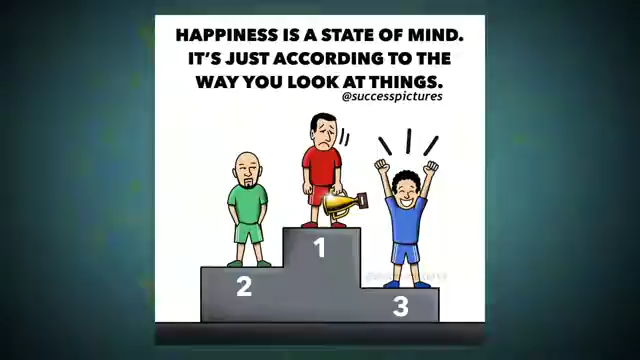 HAPPINESS IS A STATE OF MIND.
IT'S JUST ACCORDING TO THE
WAY YOU LOOK AT THINGS.
@successpictures
1
2
3